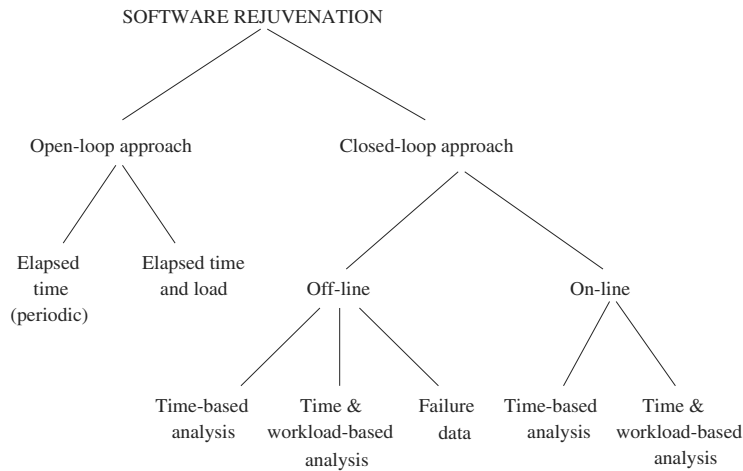 SOFTWARE REJUVENATION
Open-loop approach
Closed-loop approach
Elapsed
time
(periodic)
Elapsed time
and load
Off-line
On-line
Time-based
analysis
Time &
workload-based
analysis
Failure
data
Time-based
analysis
Time &
workload-based
analysis